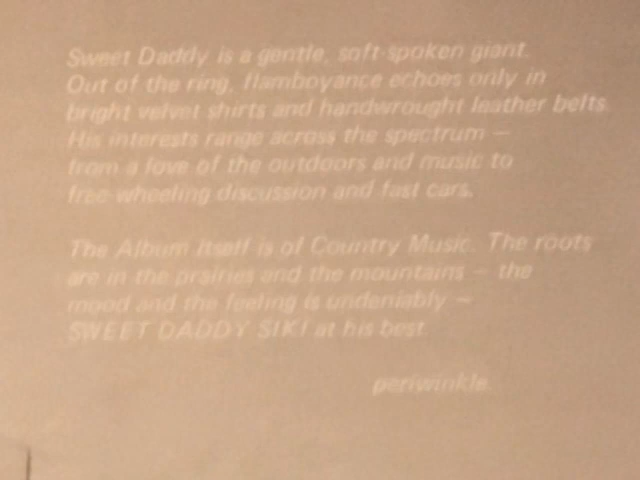 Sweet Daddy is a gentle, soft-spoken giant.
Out of the ring, flamboyance echoes only in
bright velvet shirts and handwrought leather belts.
His interests range across the spectrum —
from a love of the outdoors and music to
free-wheeling discussion and fast cars.
The Album itself is of Country Music. The roots
are in the prairies and the mountains — the
mood and the feeling is undeniably —
SWEET DADDY SIKI at his best.
periwinkle.